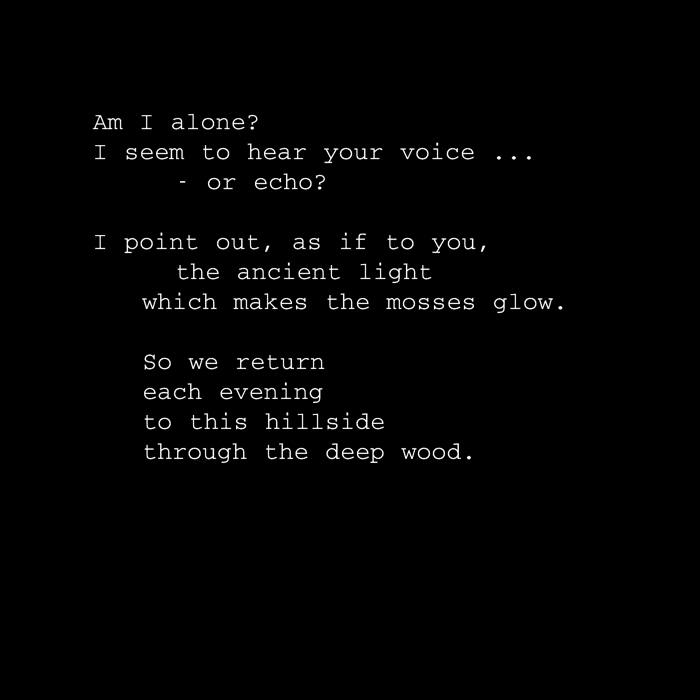 Am I alone?
I seem to hear your voice ...
- or echo?
I point out, as if to you,
the ancient light
which makes the mosses glow.
So we return
each evening
to this hillside
through the deep wood.